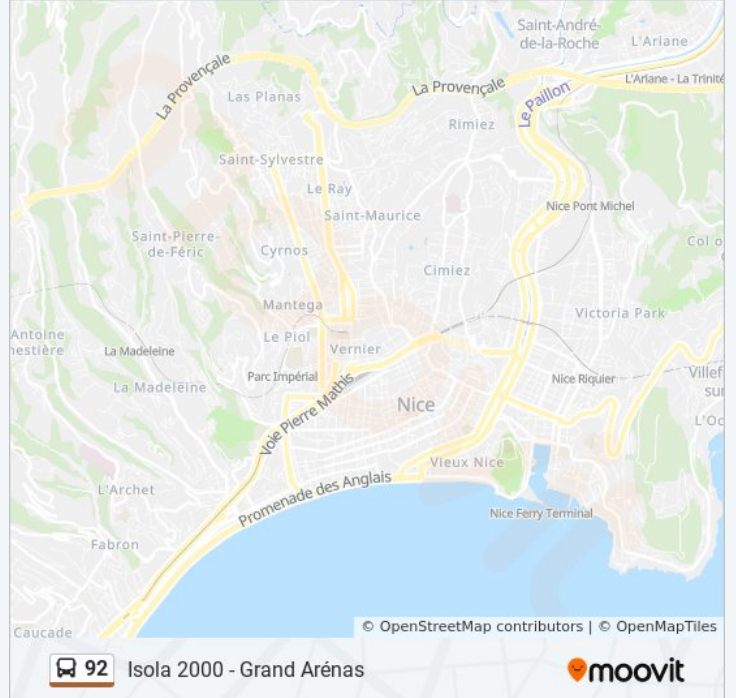 Saint-André-
de-la-Roche
L'Ariane
La Provençale
La Provençale
L'Ariane - La Trinité
Las Planas
Le Paillon
Rimiez
Saint-Sylvestre
Le Ray
Nice Pont Michel
Saint-Maurice
Saint-Pierre-
de-Féric
Col o
Cyrnos
Cimiez
Mantega
Victoria Park
Antoine
nestière
Le Piol
La Madeleine
Vernier
Parc Impérial
Nice Riquier
Villef
sur
La Madeleine
Voie Pierre Mathis
Nice
L'Oc
Vieux Nice
L'Archet
Promenade des Anglais
Nice Ferry Terminal
Fabron
Caucade
© OpenStreetMap contributors | © OpenMapTiles
92 Isola 2000 - Grand Arénas
moovit